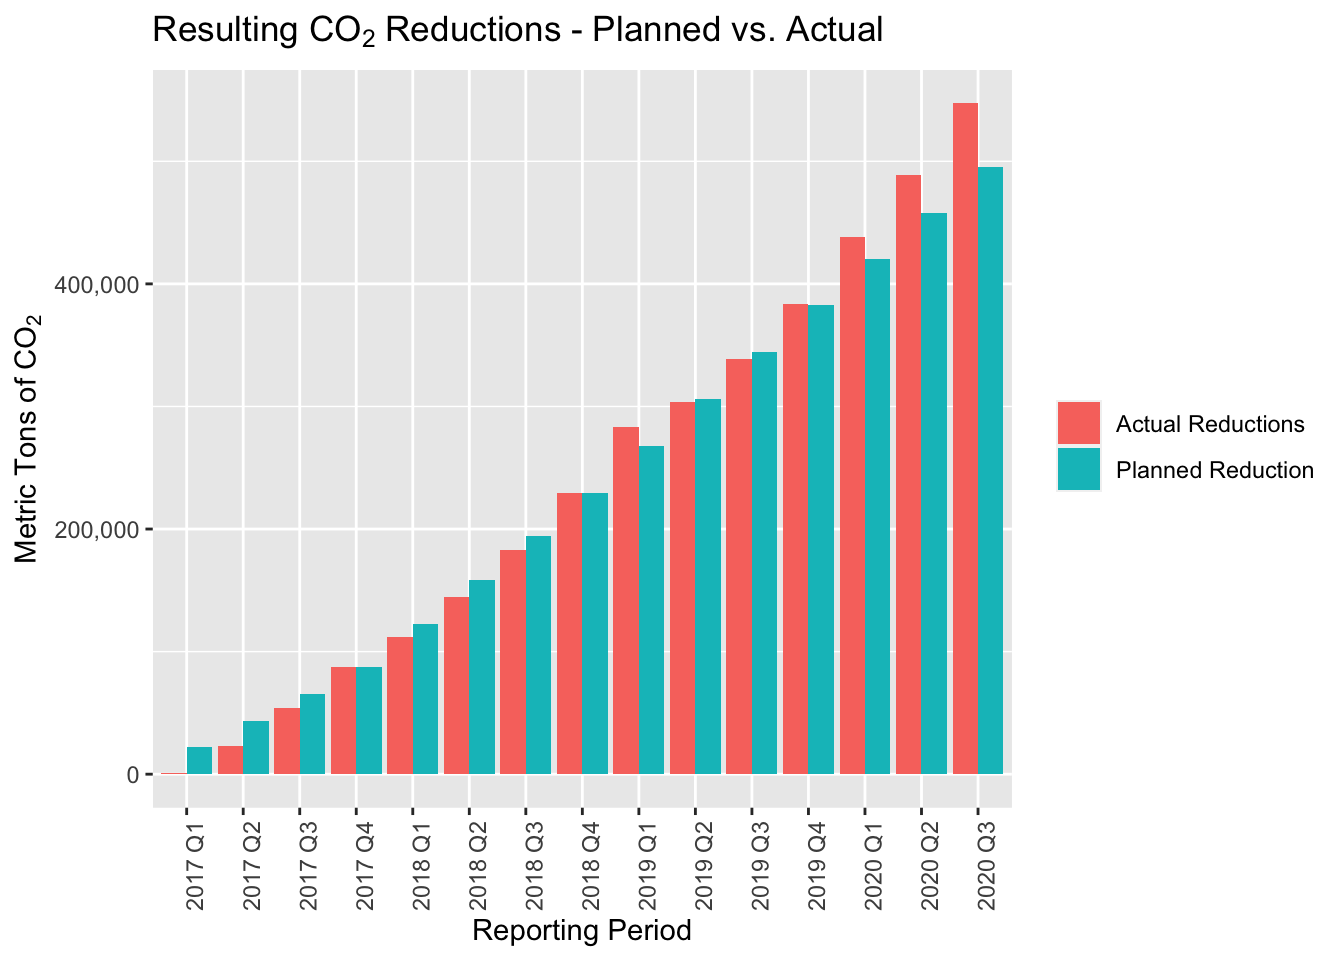 Resulting CO₂ Reductions - Planned vs. Actual
Metric Tons of CO₂
400,000
200,000
0
2017 Q1
2017 Q2
2017 Q3
2017 Q4
2018 Q1
2018 Q2
2018 Q3
2018 Q4
2019 Q1
2019 Q2
2019 Q3
2019 Q4
2020 Q1
2020 Q2
2020 Q3
Reporting Period
Actual Reductions
Planned Reduction